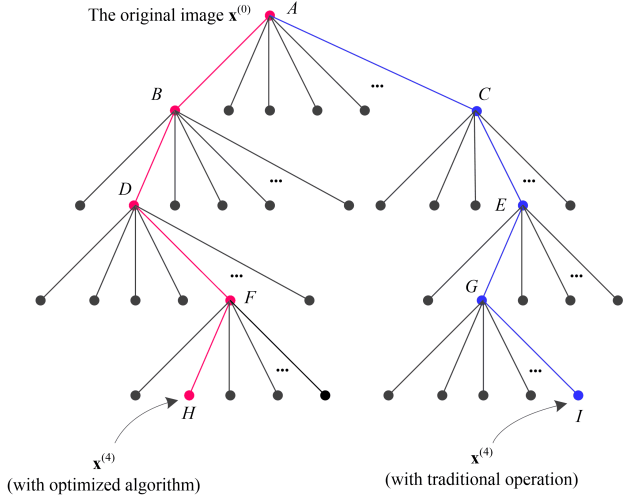 The original image x^(0) A
...
B
C
...
...
D
E
...
...
F
G
...
...
H
I
x^(4)
(with optimized algorithm)
x^(4)
(with traditional operation)